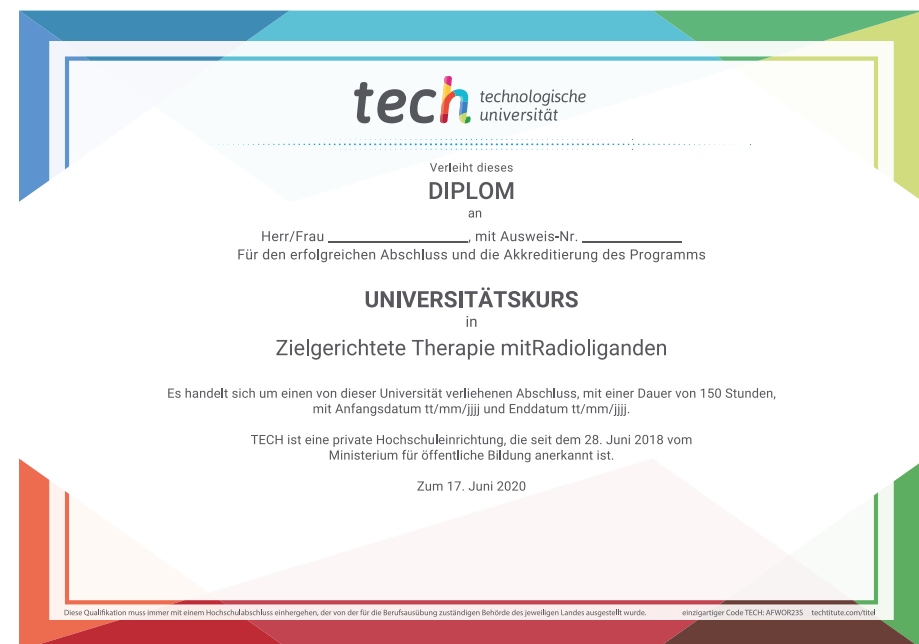 tech technologische
universität
Verleiht dieses
DIPLOM
an
Herr/Frau ____________________, mit Ausweis-Nr. ______________
Für den erfolgreichen Abschluss und die Akkreditierung des Programms
UNIVERSITÄTSKURS
in
Zielgerichtete Therapie mitRadioliganden
Es handelt sich um einen von dieser Universität verliehenen Abschluss, mit einer Dauer von 150 Stunden,
mit Anfangsdatum tt/mm/jjjj und Enddatum tt/mm/jjjj.
TECH ist eine private Hochschuleinrichtung, die seit dem 28. Juni 2018 vom
Ministerium für öffentliche Bildung anerkannt ist.
Zum 17. Juni 2020
Diese Qualifikation muss immer mit einem Hochschulabschluss einhergehen, der von der für die Berufsausübung zuständigen Behörde des jeweiligen Landes ausgestellt wurde. einzigartiger Code TECH: AFWOR23S techtitute.com/titel